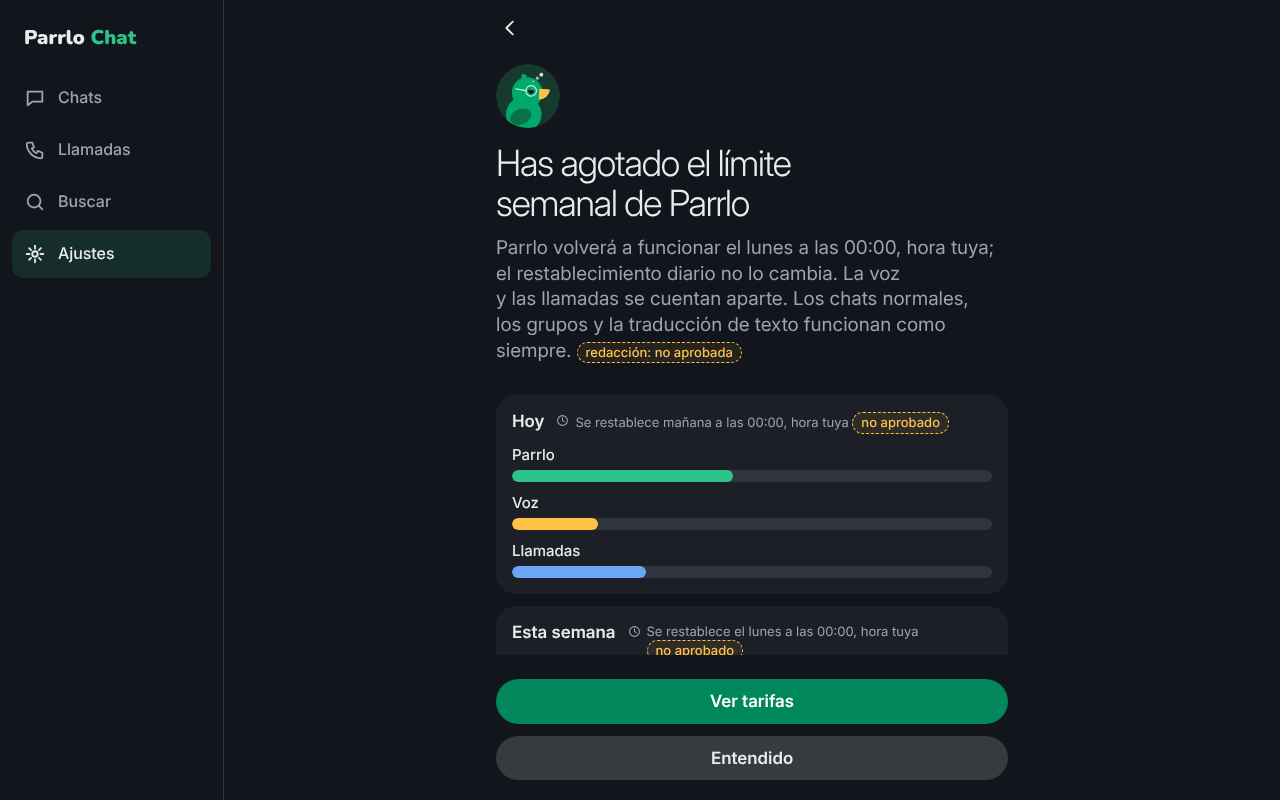 Parrlo Chat
Chats
Llamadas
Buscar
Ajustes
Has agotado el límite
semanal de Parrlo
Parrlo volverá a funcionar el lunes a las 00:00, hora tuya;
el restablecimiento diario no lo cambia. La voz
y las llamadas se cuentan aparte. Los chats normales,
los grupos y la traducción de texto funcionan como
siempre. redacción: no aprobada
Hoy Se restablece mañana a las 00:00, hora tuya no aprobado
Parrlo
Voz
Llamadas
Esta semana Se restablece el lunes a las 00:00, hora tuya
no aprobado
Ver tarifas
Entendido